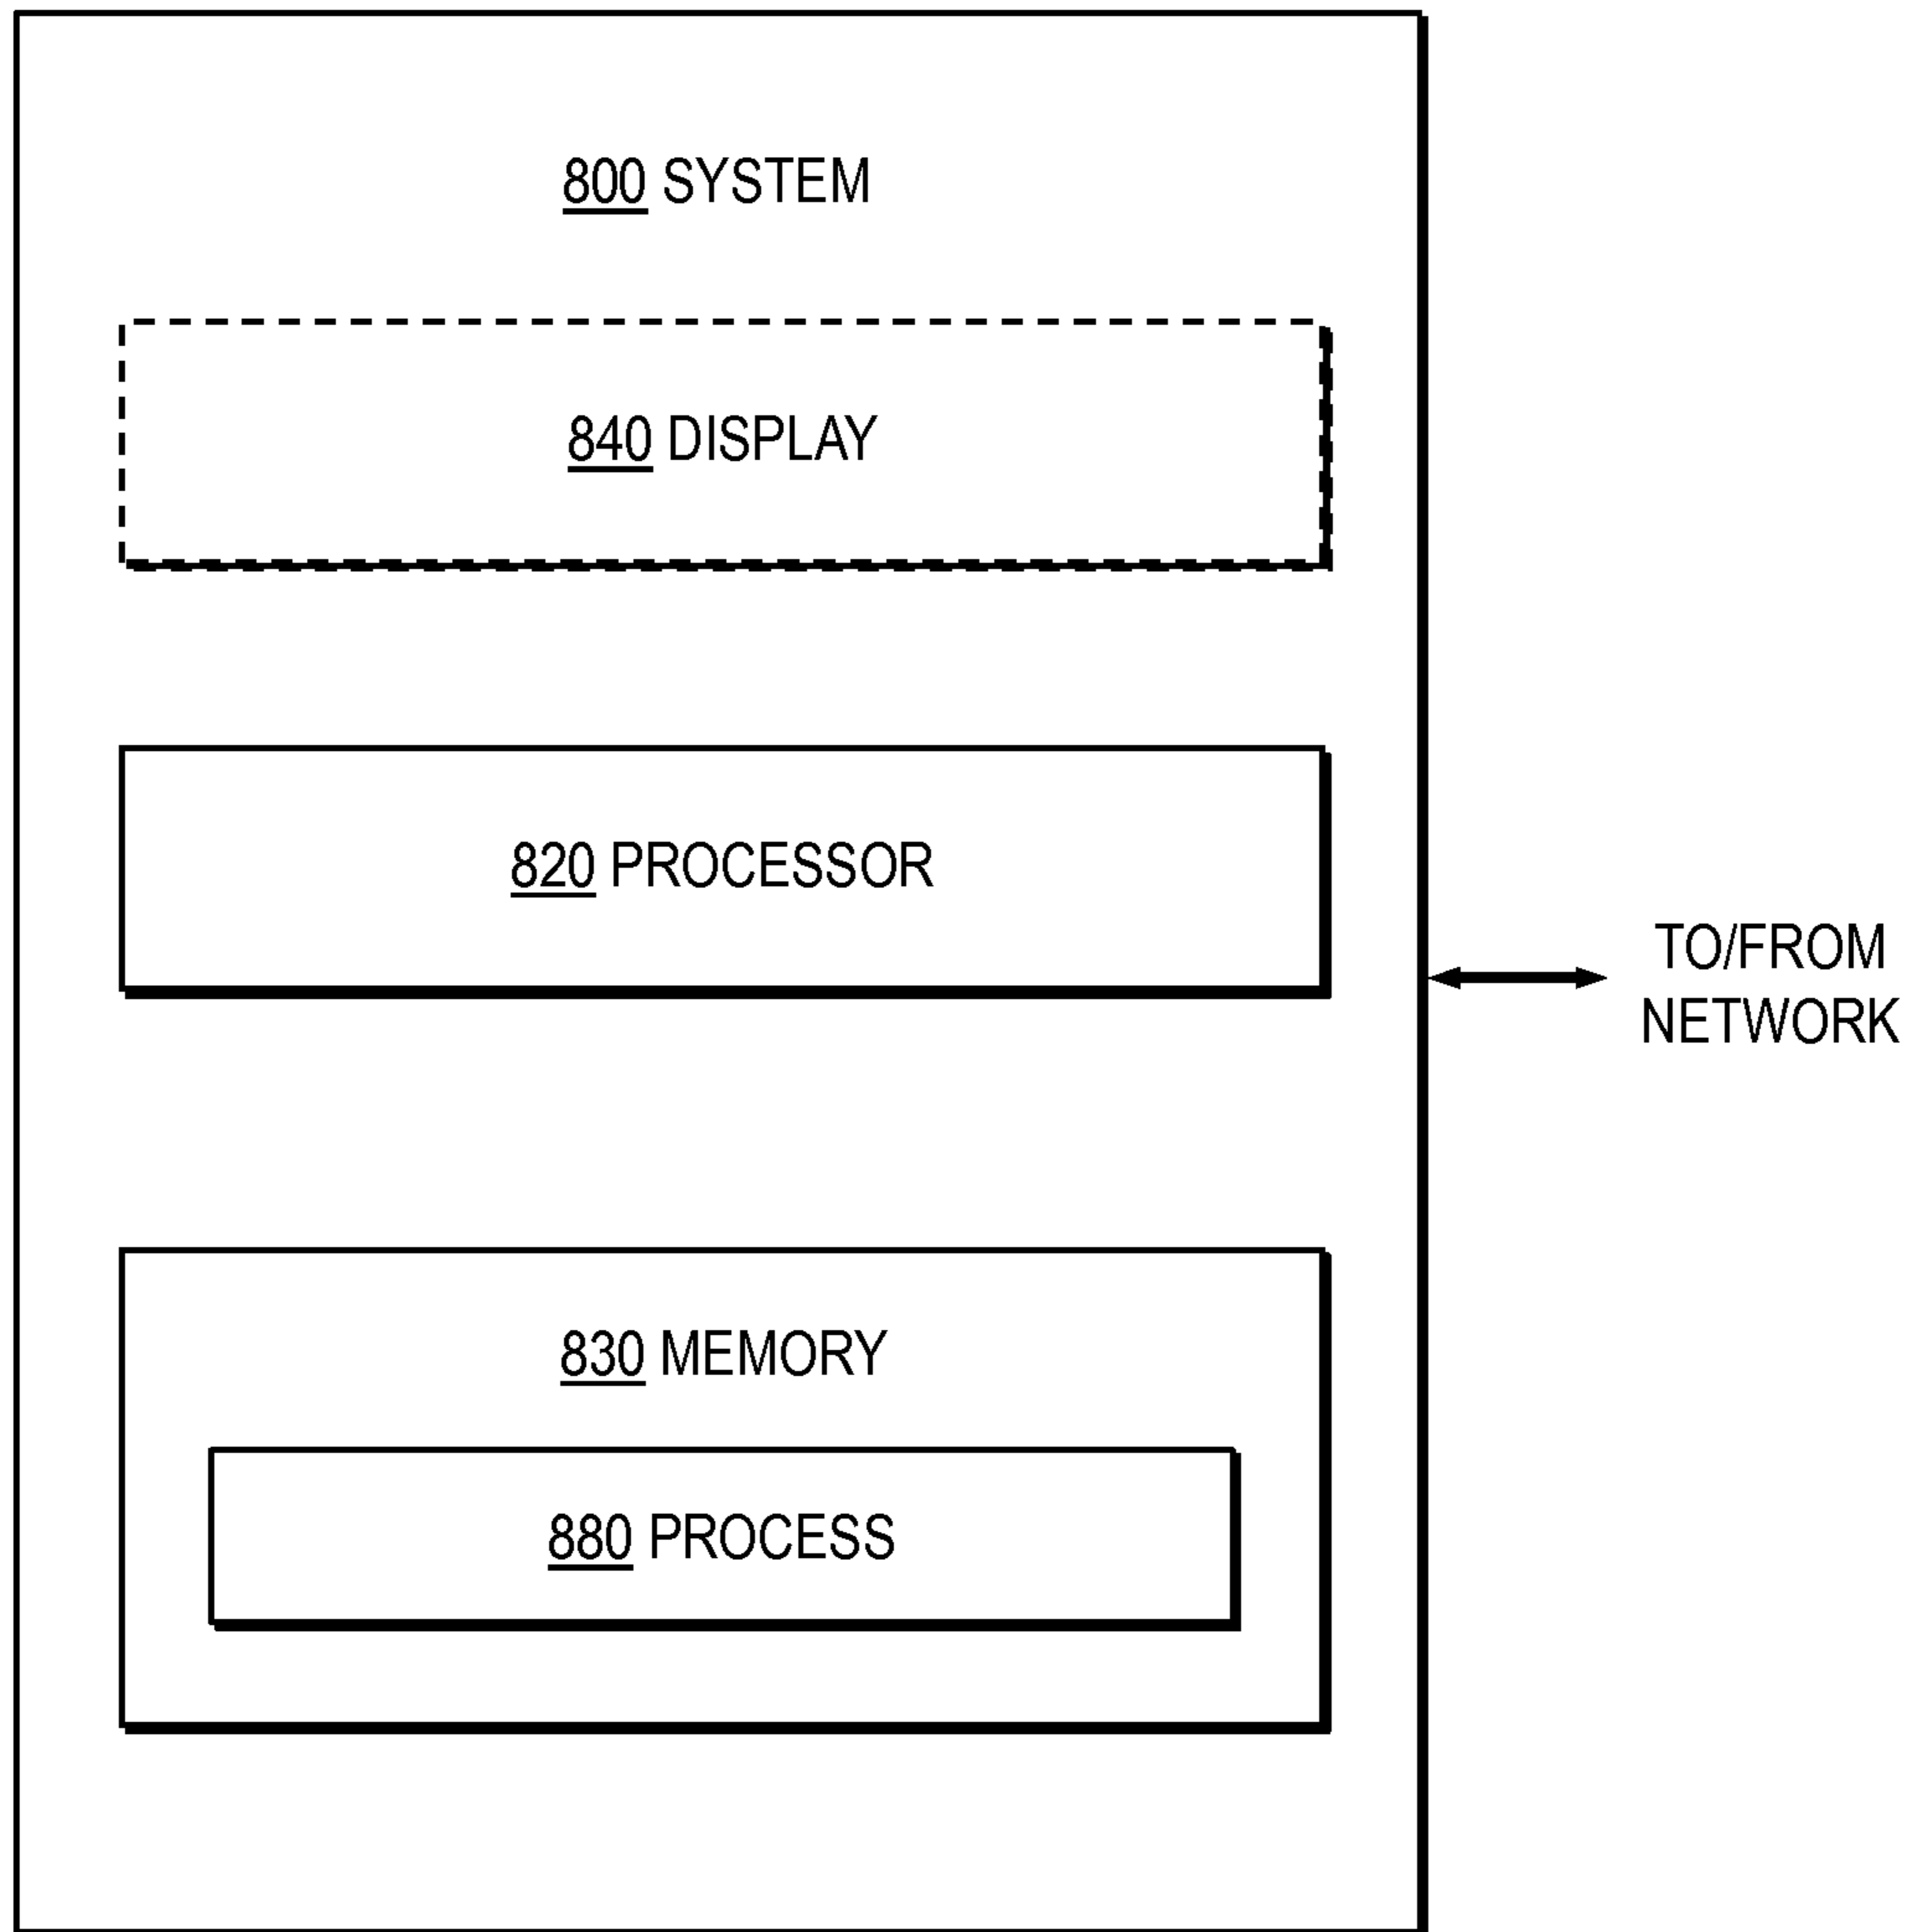 800 SYSTEM
840 DISPLAY
820 PROCESSOR
TO/FROM
NETWORK
830 MEMORY
880 PROCESS